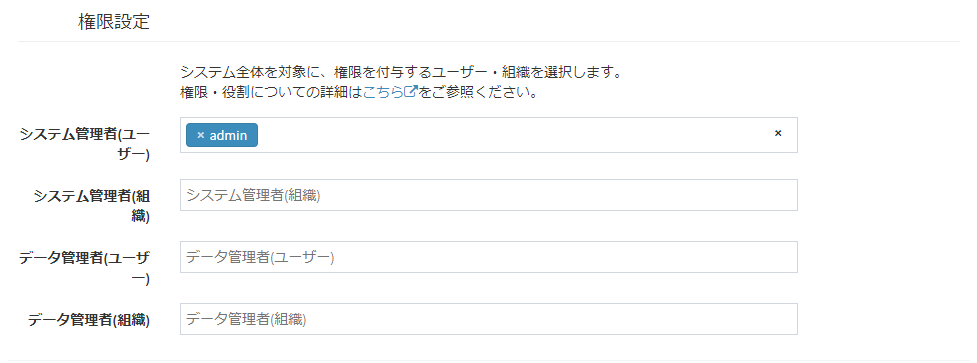 権限設定
システム全体を対象に、権限を付与するユーザー・組織を選択します。
権限・役割についての詳細はこちらをご参照ください。
システム管理者(ユー
ザー)
× admin
×
システム管理者(組
織)
システム管理者(組織)
データ管理者(ユーザ
ー)
データ管理者(ユーザー)
データ管理者(組織)
データ管理者(組織)